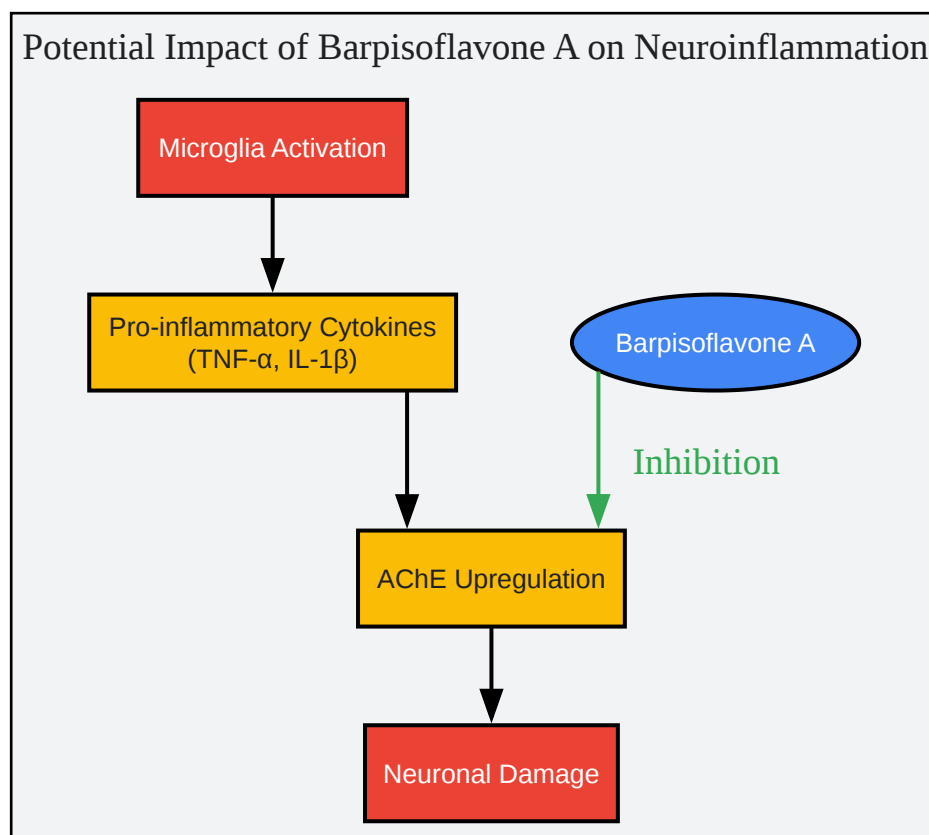 Potential Impact of Barpisoflavone A on Neuroinflammation
Microglia Activation
Pro-inflammatory Cytokines
(TNF-α, IL-1β)
Barpisoflavone A
Inhibition
AChE Upregulation
Neuronal Damage